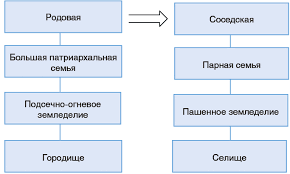 Родовая
Соседская
Большая патриархальная
семья
Парная семья
Подсечно-огневое
земледелие
Пашенное земледелие
Городище
Селище